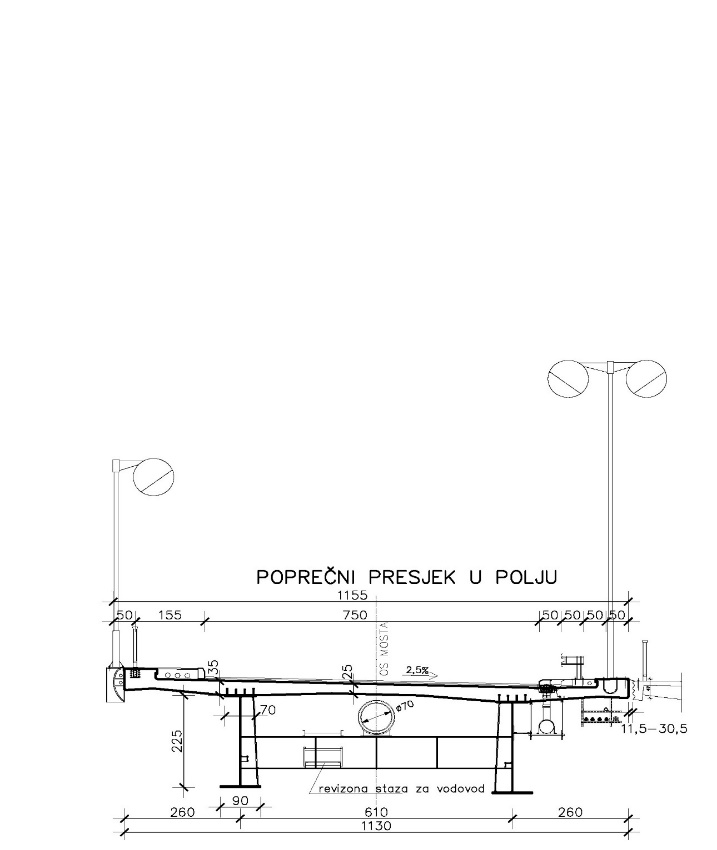 POPREČNI PRESJEK U POLJU
1155
50 155 750 50 50 50 50
OS MOSTA
35 25 2,5%
70 ø70
11,5–30,5
225
revizona staza za vodovod
90
260 610 260
1130